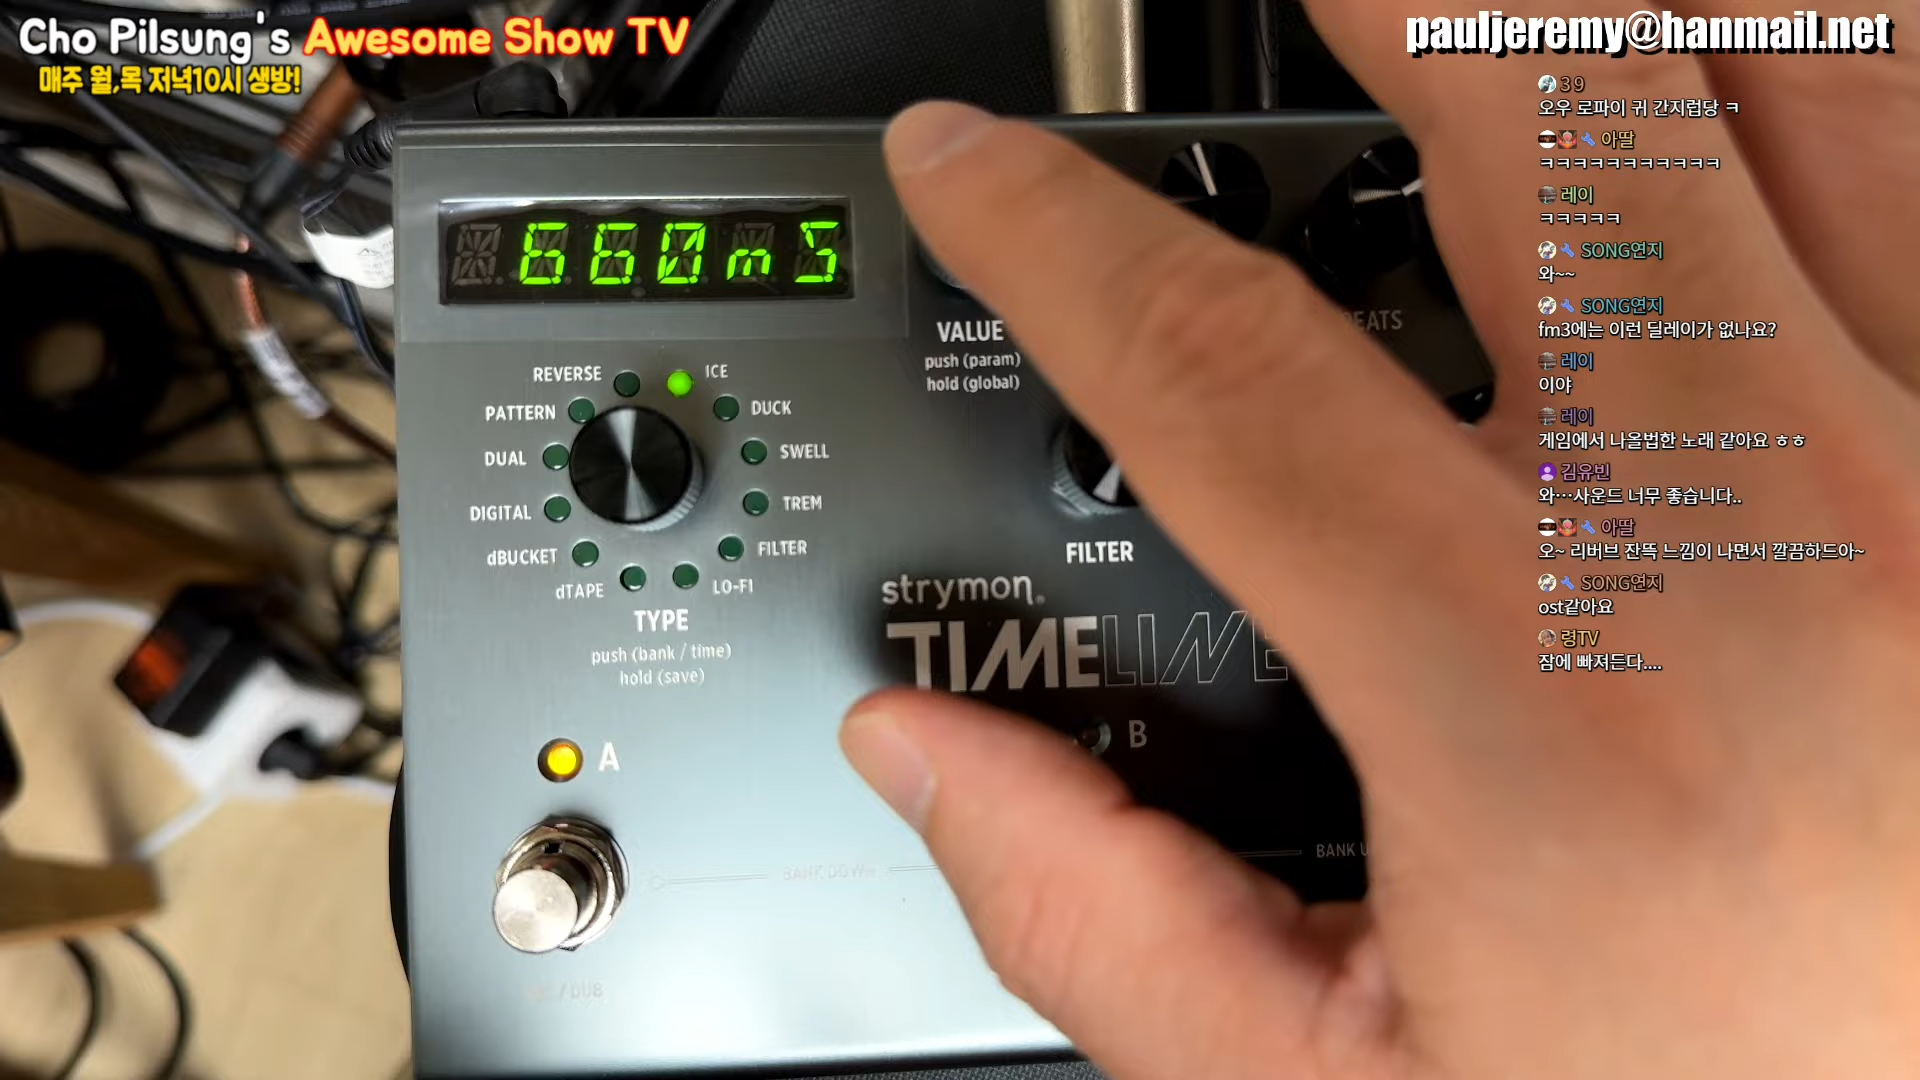 Cho Pilsung's Awesome Show TV
매주 월,목 저녁10시 생방!
pauljeremy@hanmail.net
39
오우 로파이 귀 간지럽당 ㅋ
아딸
ㅋㅋㅋㅋㅋㅋㅋㅋㅋㅋㅋ
레이
ㅋㅋㅋㅋㅋ
SONG연지
와~~
SONG연지
fm3에는 이런 딜레이가 없나요?
레이
이야
레이
게임에서 나올법한 노래 같아요 ㅎㅎ
김유빈
와…사운드 너무 좋습니다..
아딸
오~ 리버브 잔뜩 느낌이 나면서 깔끔하드아~
SONG연지
ost같아요
령TV
잠에 빠져든다....
660mS
VALUE
push (param)
hold (global)
REVERSE
ICE
PATTERN
DUCK
DUAL
SWELL
DIGITAL
TREM
dBUCKET
FILTER
dTAPE
LO-FI
TYPE
push (bank / time)
hold (save)
FILTER
strymon.
TIMELINE
A
B
BANK DOWN
BANK
/ DUB